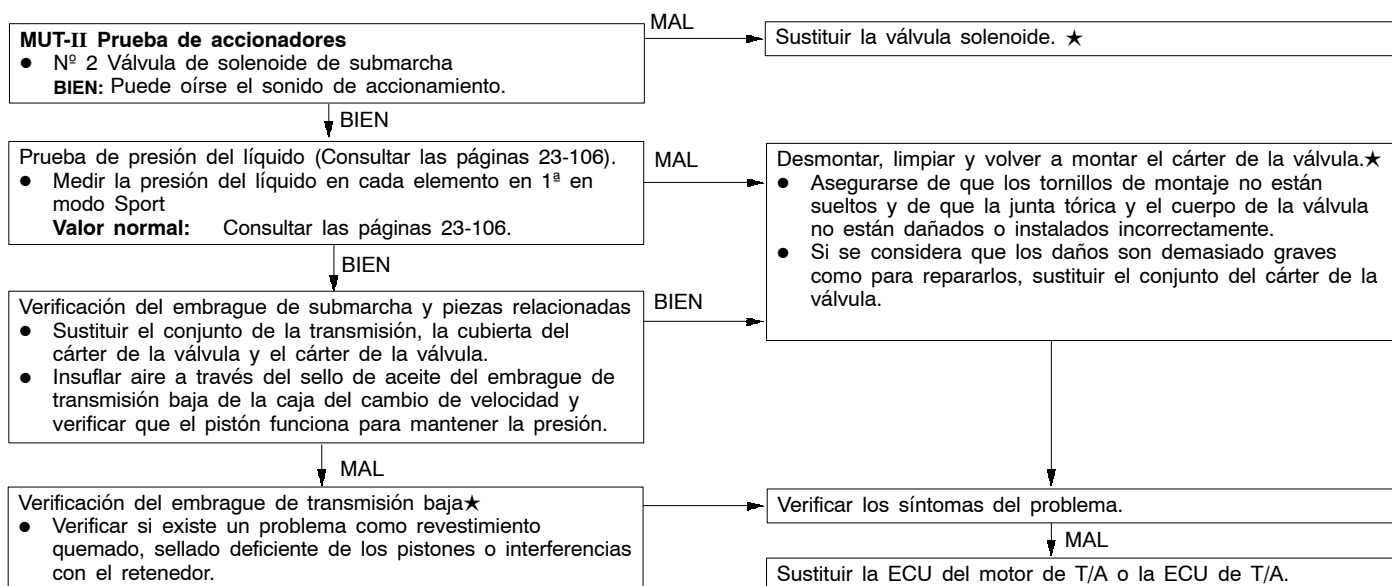 MUT-II Prueba de accionadores
● Nº 2 Válvula de solenoide de submarcha
BIEN: Puede oírse el sonido de accionamiento.
MAL
Sustituir la válvula solenoide. ★
BIEN
Prueba de presión del líquido (Consultar las páginas 23-106).
● Medir la presión del líquido en cada elemento en 1ª en
modo Sport
Valor normal: Consultar las páginas 23-106.
MAL
Desmontar, limpiar y volver a montar el cárter de la válvula.★
● Asegurarse de que los tornillos de montaje no están
sueltos y de que la junta tórica y el cuerpo de la válvula
no están dañados o instalados incorrectamente.
● Si se considera que los daños son demasiado graves
como para repararlos, sustituir el conjunto del cárter de la
válvula.
BIEN
Verificación del embrague de submarcha y piezas relacionadas
● Sustituir el conjunto de la transmisión, la cubierta del
cárter de la válvula y el cárter de la válvula.
● Insuflar aire a través del sello de aceite del embrague de
transmisión baja de la caja del cambio de velocidad y
verificar que el pistón funciona para mantener la presión.
BIEN
MAL
Verificación del embrague de transmisión baja★
● Verificar si existe un problema como revestimiento
quemado, sellado deficiente de los pistones o interferencias
con el retenedor.
Verificar los síntomas del problema.
MAL
Sustituir la ECU del motor de T/A o la ECU de T/A.